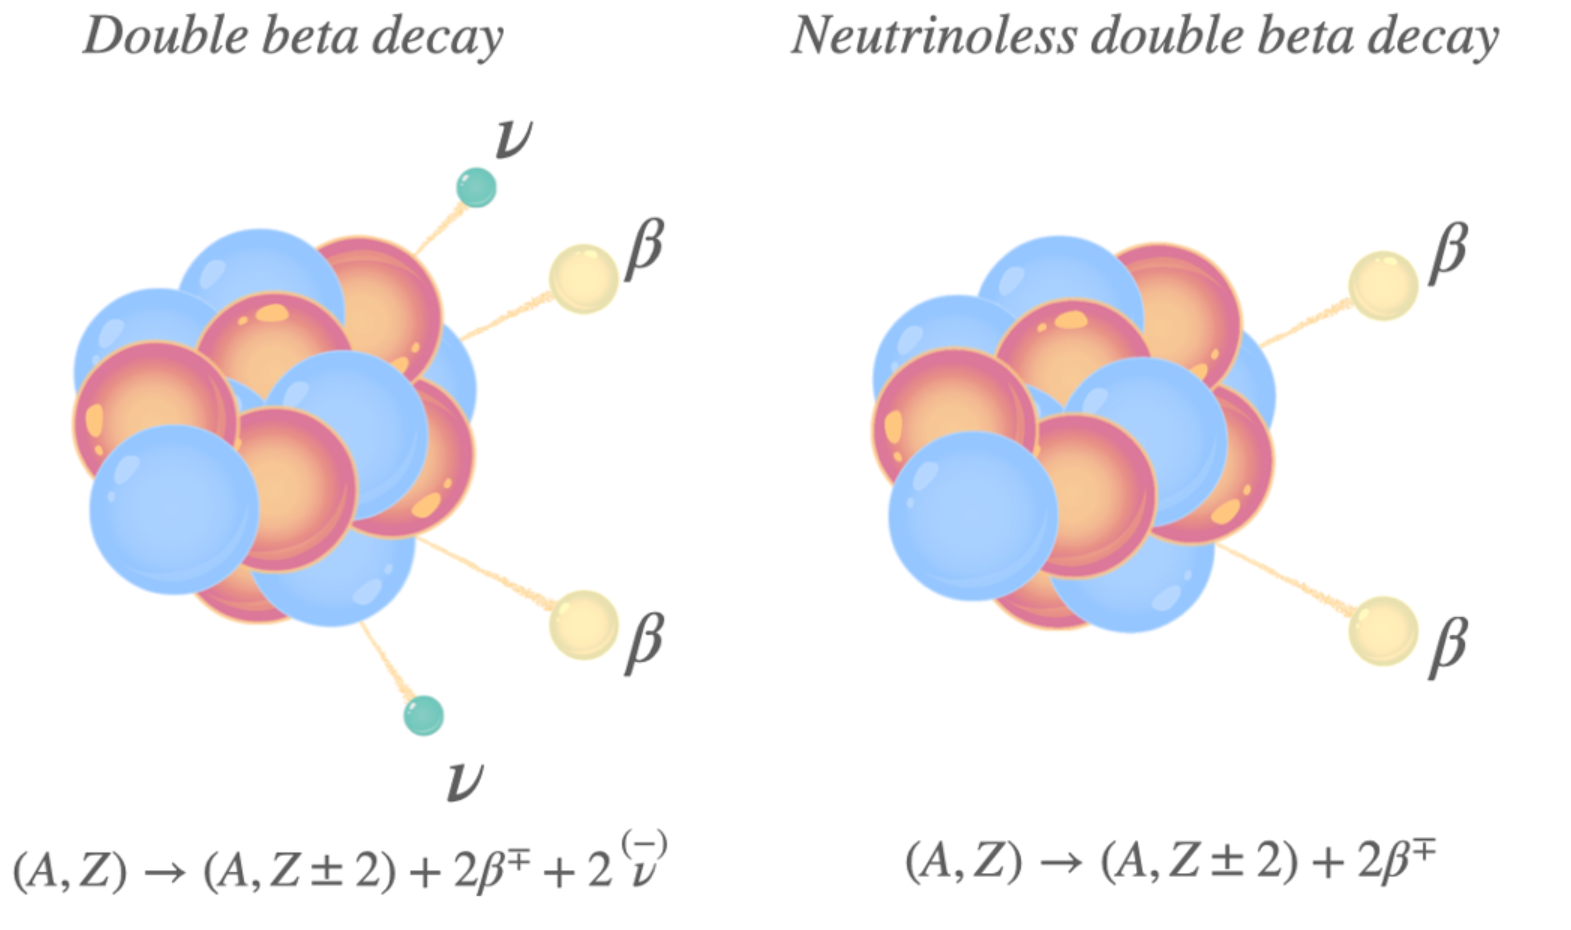 Double beta decay
Neutrinoless double beta decay
ν
β
β
ν
β
β
(A, Z) → (A, Z ± 2) + 2β∓ + 2 ν(−)
(A, Z) → (A, Z ± 2) + 2β∓